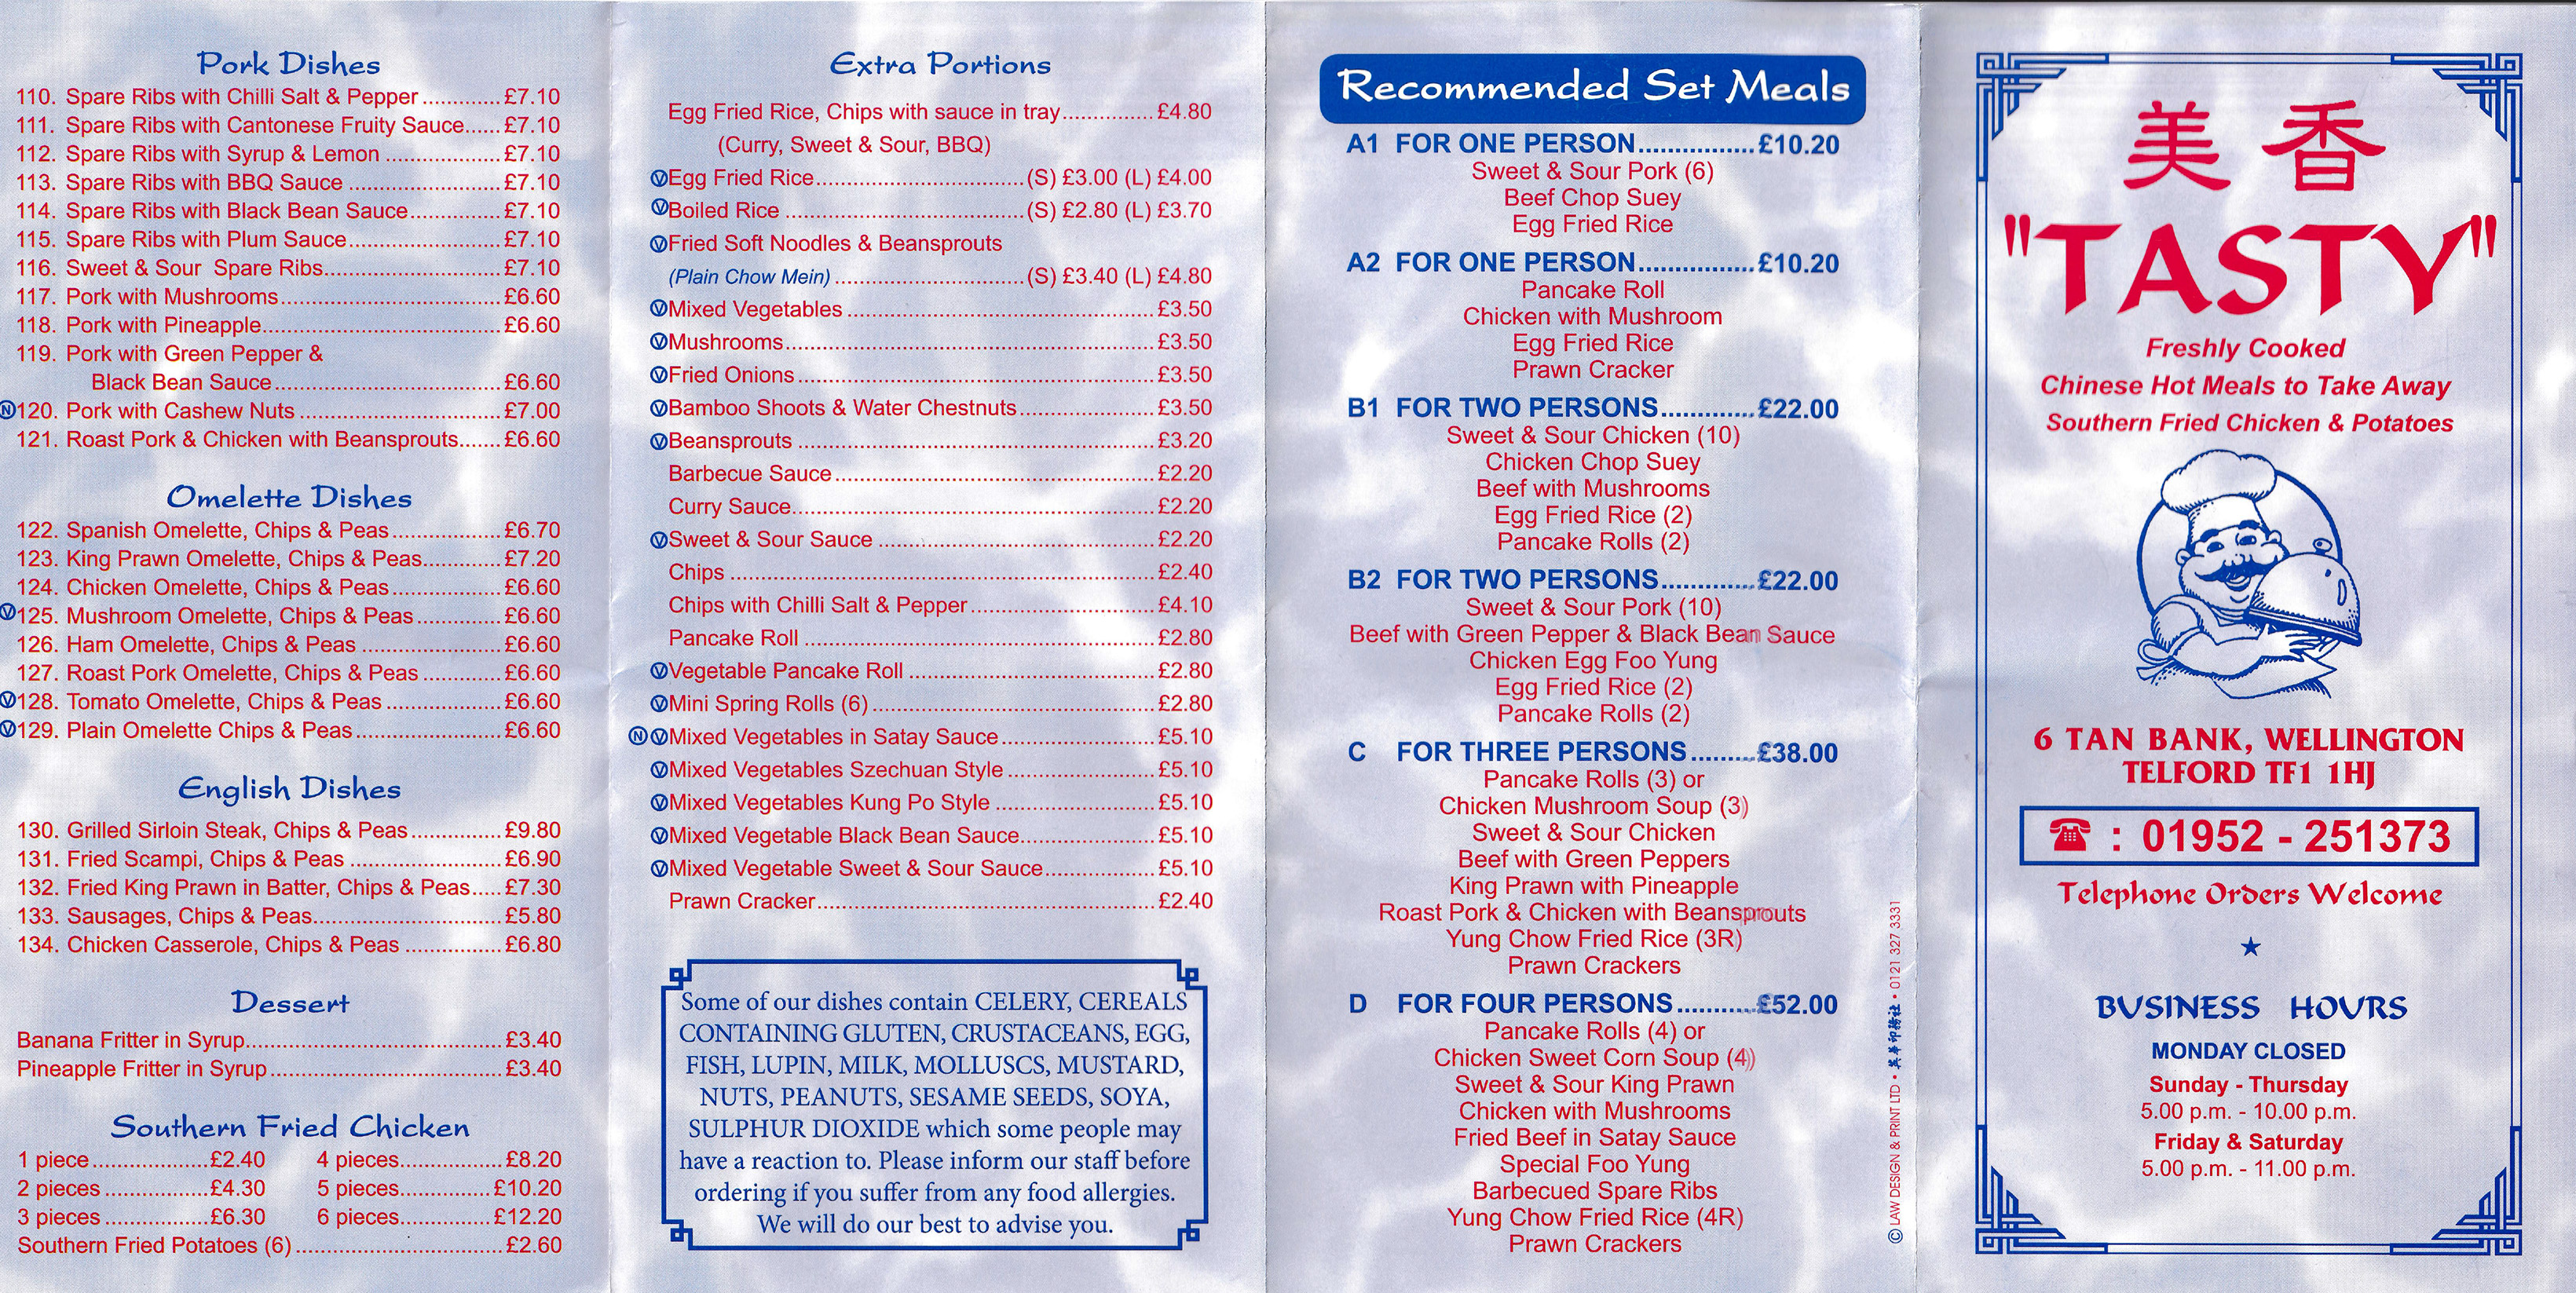 Pork Dishes
110. Spare Ribs with Chilli Salt & Pepper ............. £7.10
111. Spare Ribs with Cantonese Fruity Sauce...... £7.10
112. Spare Ribs with Syrup & Lemon ................... £7.10
113. Spare Ribs with BBQ Sauce ......................... £7.10
114. Spare Ribs with Black Bean Sauce............... £7.10
115. Spare Ribs with Plum Sauce......................... £7.10
116. Sweet & Sour Spare Ribs............................. £7.10
117. Pork with Mushrooms.................................... £6.60
118. Pork with Pineapple....................................... £6.60
119. Pork with Green Pepper &
Black Bean Sauce..................................... £6.60
Ⓝ120. Pork with Cashew Nuts ................................. £7.00
121. Roast Pork & Chicken with Beansprouts....... £6.60
Omelette Dishes
122. Spanish Omelette, Chips & Peas .................. £6.70
123. King Prawn Omelette, Chips & Peas............. £7.20
124. Chicken Omelette, Chips & Peas .................. £6.60
Ⓥ125. Mushroom Omelette, Chips & Peas .............. £6.60
126. Ham Omelette, Chips & Peas ....................... £6.60
127. Roast Pork Omelette, Chips & Peas ............. £6.60
Ⓥ128. Tomato Omelette, Chips & Peas ................... £6.60
Ⓥ129. Plain Omelette Chips & Peas ........................ £6.60
English Dishes
130. Grilled Sirloin Steak, Chips & Peas ............... £9.80
131. Fried Scampi, Chips & Peas ......................... £6.90
132. Fried King Prawn in Batter, Chips & Peas..... £7.30
133. Sausages, Chips & Peas............................... £5.80
134. Chicken Casserole, Chips & Peas ................ £6.80
Dessert
Banana Fritter in Syrup.......................................... £3.40
Pineapple Fritter in Syrup ...................................... £3.40
Southern Fried Chicken
1 piece...................£2.40 4 pieces.................£8.20
2 pieces .................£4.30 5 pieces...............£10.20
3 pieces .................£6.30 6 pieces...............£12.20
Southern Fried Potatoes (6) .................................. £2.60
Extra Portions
Egg Fried Rice, Chips with sauce in tray............... £4.80
(Curry, Sweet & Sour, BBQ)
ⓋEgg Fried Rice.................................. (S) £3.00 (L) £4.00
ⓋBoiled Rice ....................................... (S) £2.80 (L) £3.70
ⓋFried Soft Noodles & Beansprouts
(Plain Chow Mein) ............................... (S) £3.40 (L) £4.80
ⓋMixed Vegetables .................................................. £3.50
ⓋMushrooms............................................................. £3.50
ⓋFried Onions .......................................................... £3.50
ⓋBamboo Shoots & Water Chestnuts....................... £3.50
ⓋBeansprouts .......................................................... £3.20
Barbecue Sauce .................................................... £2.20
Curry Sauce........................................................... £2.20
ⓋSweet & Sour Sauce ............................................. £2.20
Chips ..................................................................... £2.40
Chips with Chilli Salt & Pepper .............................. £4.10
Pancake Roll ......................................................... £2.80
ⓋVegetable Pancake Roll ........................................ £2.80
ⓋMini Spring Rolls (6) .............................................. £2.80
ⓃⓋMixed Vegetables in Satay Sauce ......................... £5.10
ⓋMixed Vegetables Szechuan Style ........................ £5.10
ⓋMixed Vegetables Kung Po Style .......................... £5.10
ⓋMixed Vegetable Black Bean Sauce...................... £5.10
ⓋMixed Vegetable Sweet & Sour Sauce.................. £5.10
Prawn Cracker....................................................... £2.40
Some of our dishes contain CELERY, CEREALS
CONTAINING GLUTEN, CRUSTACEANS, EGG,
FISH, LUPIN, MILK, MOLLUSCS, MUSTARD,
NUTS, PEANUTS, SESAME SEEDS, SOYA,
SULPHUR DIOXIDE which some people may
have a reaction to. Please inform our staff before
ordering if you suffer from any food allergies.
We will do our best to advise you.
Recommended Set Meals
A1 FOR ONE PERSON................ £10.20
Sweet & Sour Pork (6)
Beef Chop Suey
Egg Fried Rice
A2 FOR ONE PERSON................ £10.20
Pancake Roll
Chicken with Mushroom
Egg Fried Rice
Prawn Cracker
B1 FOR TWO PERSONS............. £22.00
Sweet & Sour Chicken (10)
Chicken Chop Suey
Beef with Mushrooms
Egg Fried Rice (2)
Pancake Rolls (2)
B2 FOR TWO PERSONS............. £22.00
Sweet & Sour Pork (10)
Beef with Green Pepper & Black Bean Sauce
Chicken Egg Foo Yung
Egg Fried Rice (2)
Pancake Rolls (2)
C FOR THREE PERSONS ......... £38.00
Pancake Rolls (3) or
Chicken Mushroom Soup (3)
Sweet & Sour Chicken
Beef with Green Peppers
King Prawn with Pineapple
Roast Pork & Chicken with Beansprouts
Yung Chow Fried Rice (3R)
Prawn Crackers
D FOR FOUR PERSONS ........... £52.00
Pancake Rolls (4) or
Chicken Sweet Corn Soup (4)
Sweet & Sour King Prawn
Chicken with Mushrooms
Fried Beef in Satay Sauce
Special Foo Yung
Barbecued Spare Ribs
Yung Chow Fried Rice (4R)
Prawn Crackers
© LAW DESIGN & PRINT LTD • 0121 327 3331
美香
"TASTY"
Freshly Cooked
Chinese Hot Meals to Take Away
Southern Fried Chicken & Potatoes
6 TAN BANK, WELLINGTON
TELFORD TF1 1HJ
☎ : 01952 - 251373
Telephone Orders Welcome
★
BUSINESS HOURS
MONDAY CLOSED
Sunday - Thursday
5.00 p.m. - 10.00 p.m.
Friday & Saturday
5.00 p.m. - 11.00 p.m.